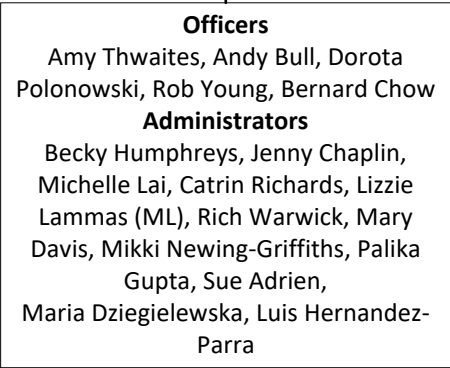 Officers
Amy Thwaites, Andy Bull, Dorota
Polonowski, Rob Young, Bernard Chow
Administrators
Becky Humphreys, Jenny Chaplin,
Michelle Lai, Catrin Richards, Lizzie
Lammas (ML), Rich Warwick, Mary
Davis, Mikki Newing-Griffiths, Palika
Gupta, Sue Adrien,
Maria Dziegielewska, Luis Hernandez-
Parra